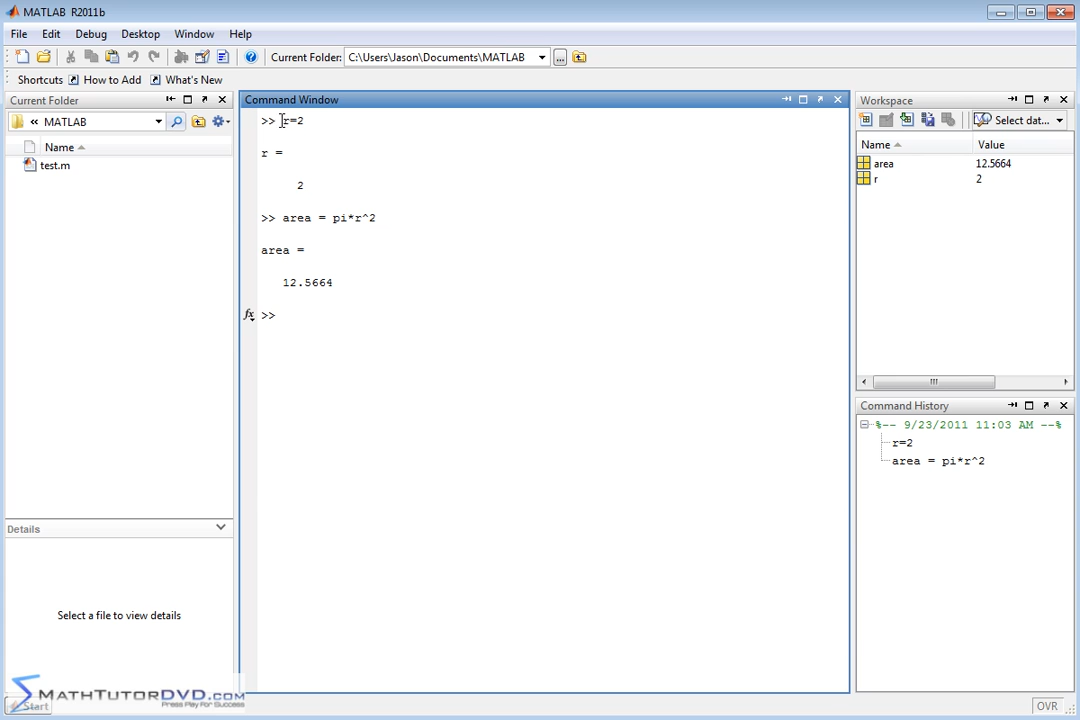 MATLAB R2011b
File Edit Debug Desktop Window Help
Current Folder: C:\Users\Jason\Documents\MATLAB ...
Shortcuts How to Add What's New
Current Folder
« MATLAB
Name
test.m
Details
Select a file to view details
MATHTUTORDVD.COM
Press Play For Success
Start
Command Window
>> r=2
r =
2
>> area = pi*r^2
area =
12.5664
fx >>
Workspace
Select dat...
Name Value
area 12.5664
r 2
Command History
%-- 9/23/2011 11:03 AM --%
r=2
area = pi*r^2
OVR